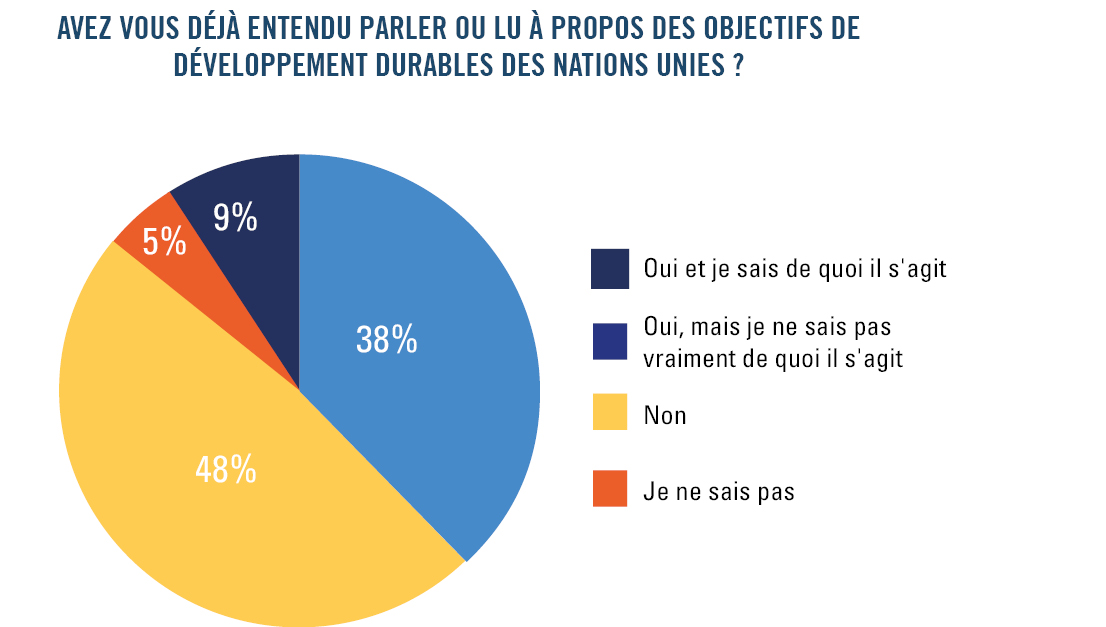 AVEZ VOUS DÉJÀ ENTENDU PARLER OU LU À PROPOS DES OBJECTIFS DE
DÉVELOPPEMENT DURABLES DES NATIONS UNIES ?
9%
5%
38%
48%
Oui et je sais de quoi il s'agit
Oui, mais je ne sais pas
vraiment de quoi il s'agit
Non
Je ne sais pas